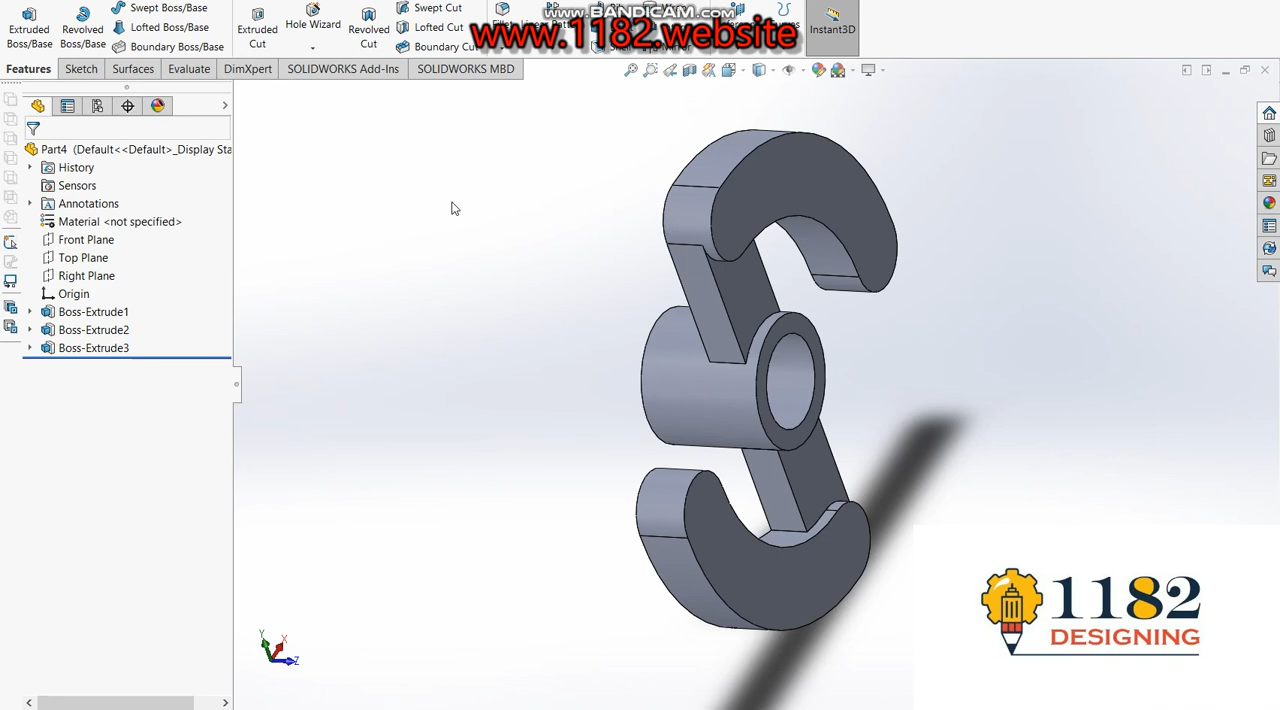 Extruded Boss/Base
Revolved Boss/Base
Swept Boss/Base
Lofted Boss/Base
Boundary Boss/Base
Extruded Cut
Hole Wizard
Revolved Cut
Swept Cut
Lofted Cut
Boundary Cut
Instant3D
www.BANDICAM.com
www.1182.website
Features
Sketch
Surfaces
Evaluate
DimXpert
SOLIDWORKS Add-Ins
SOLIDWORKS MBD
Part4 (Default<<Default>_Display Sta
History
Sensors
Annotations
Material <not specified>
Front Plane
Top Plane
Right Plane
Origin
Boss-Extrude1
Boss-Extrude2
Boss-Extrude3
Y
X
Z
1182
DESIGNING